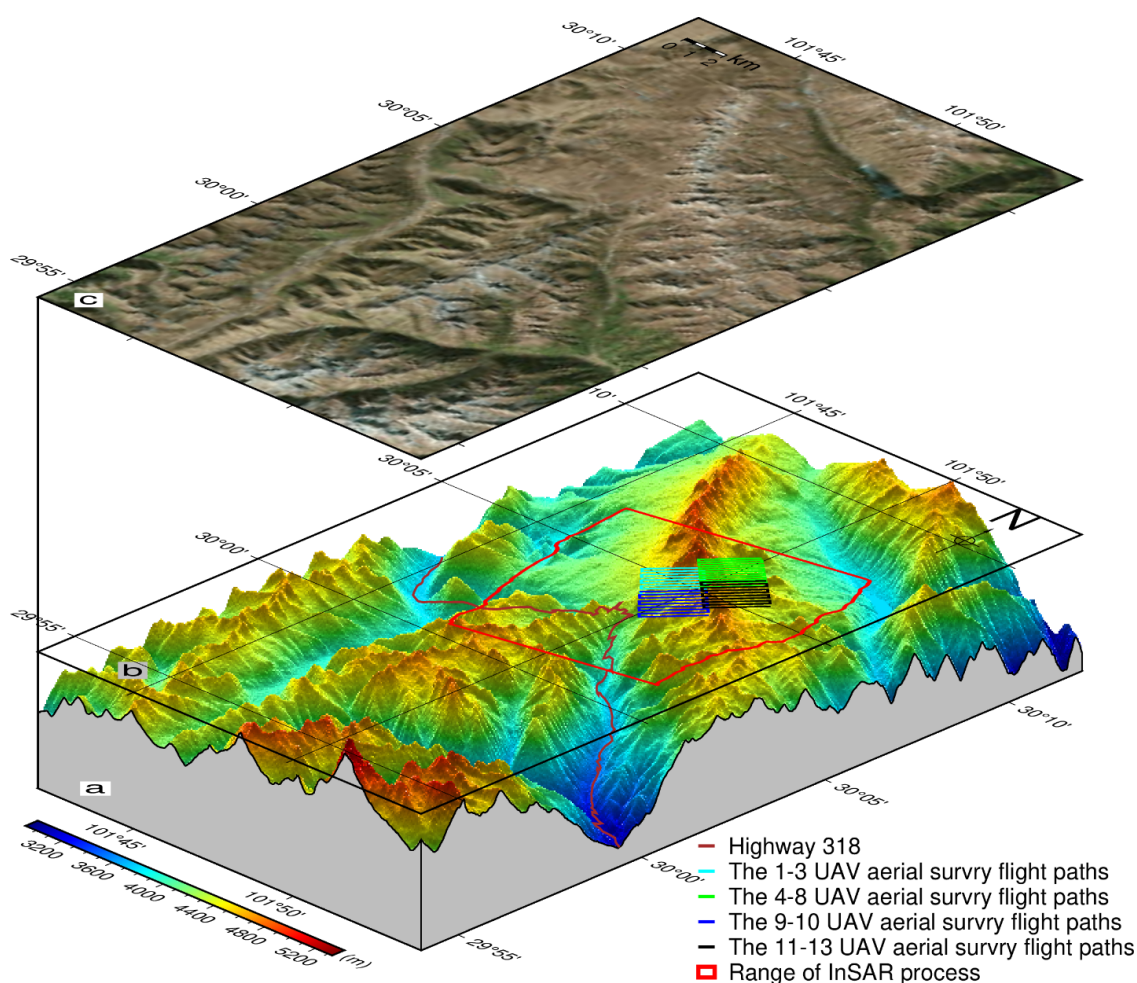 30°10'
101°45'
0 1 2 km
30°05'
101°50'
30°00'
29°55'
c
10'
101°45'
30°05'
101°50'
N
30°00'
29°55'
b
30°10'
a
30°05'
101°45'
3200 3600 4000 4400 4800 5200 (m)
101°50'
30°00'
29°55'
Highway 318
The 1-3 UAV aerial survry flight paths
The 4-8 UAV aerial survry flight paths
The 9-10 UAV aerial survry flight paths
The 11-13 UAV aerial survry flight paths
Range of InSAR process